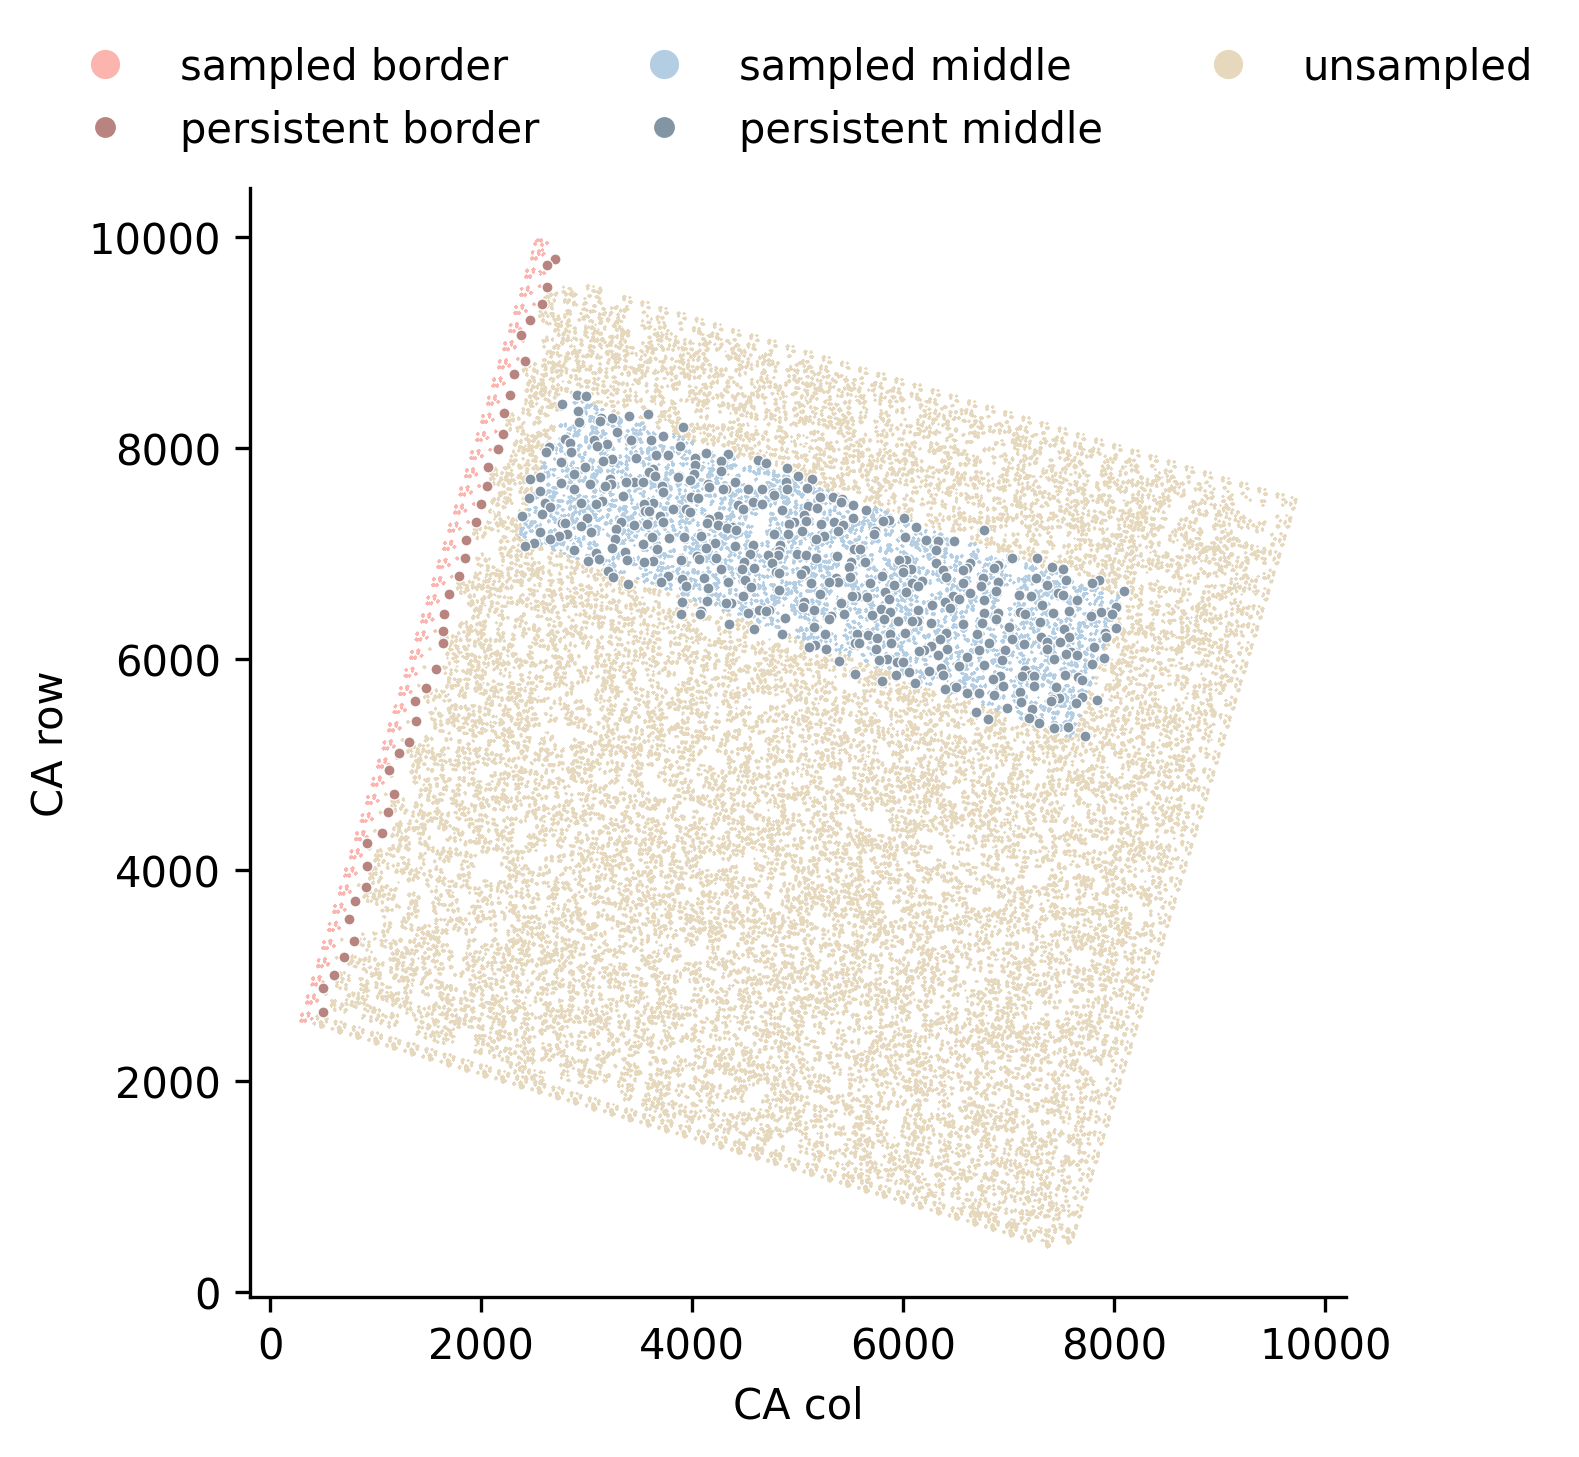 sampled border
sampled middle
unsampled
persistent border
persistent middle
10000
8000
6000
4000
2000
0
CA row
0
2000
4000
6000
8000
10000
CA col